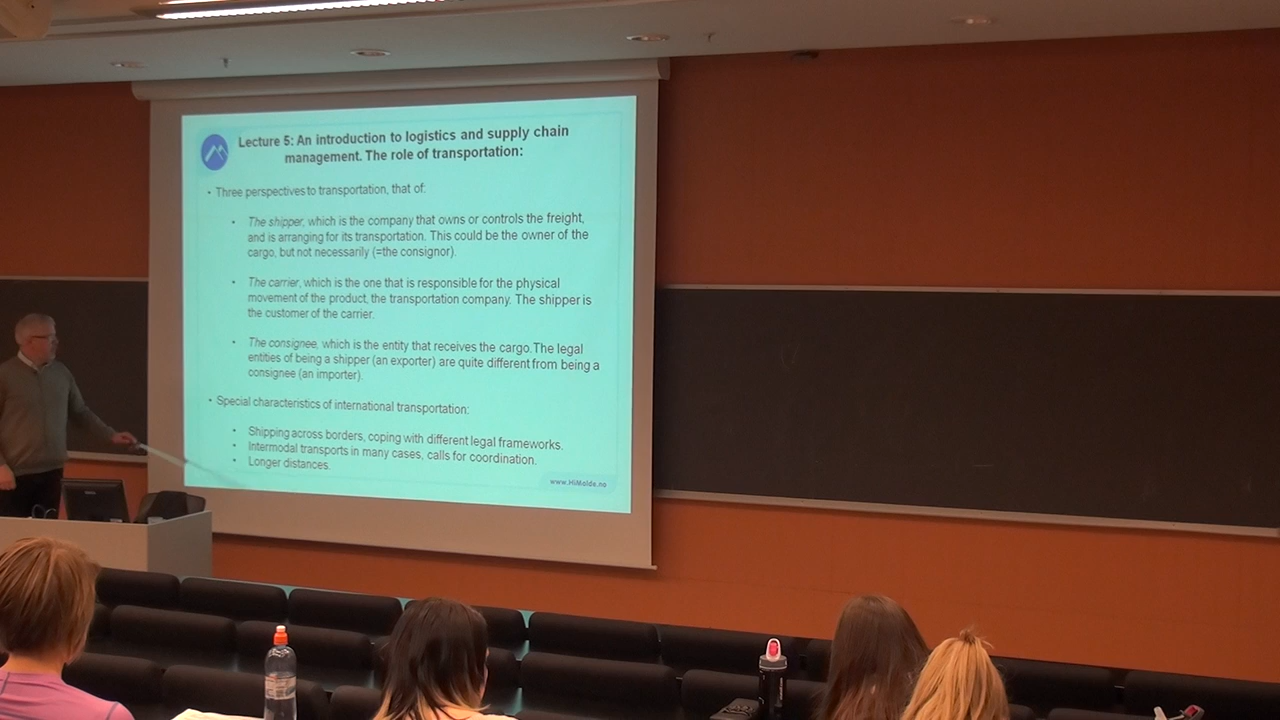 Lecture 5: An introduction to logistics and supply chain
management. The role of transportation:
• Three perspectives to transportation, that of:
• The shipper, which is the company that owns or controls the freight,
and is arranging for its transportation. This could be the owner of the
cargo, but not necessarily (=the consignor).
• The carrier, which is the one that is responsible for the physical
movement of the product, the transportation company. The shipper is
the customer of the carrier.
• The consignee, which is the entity that receives the cargo. The legal
entities of being a shipper (an exporter) are quite different from being a
consignee (an importer).
• Special characteristics of international transportation:
• Shipping across borders, coping with different legal frameworks.
• Intermodal transports in many cases, calls for coordination.
• Longer distances.
www.HiMolde.no